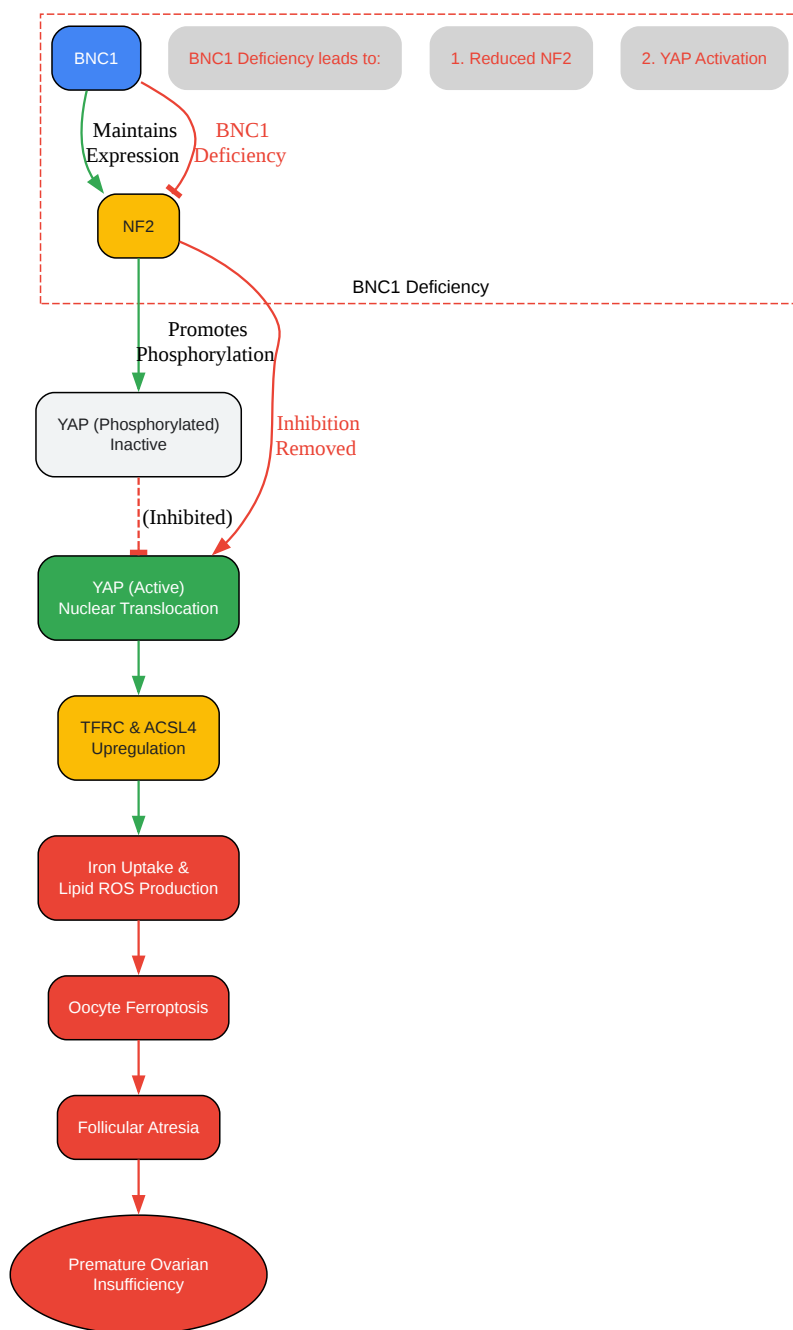 BNC1
BNC1 Deficiency leads to:
1. Reduced NF2
2. YAP Activation
Maintains
Expression
BNC1
Deficiency
NF2
BNC1 Deficiency
Promotes
Phosphorylation
YAP (Phosphorylated)
Inactive
Inhibition
Removed
(Inhibited)
YAP (Active)
Nuclear Translocation
TFRC & ACSL4
Upregulation
Iron Uptake &
Lipid ROS Production
Oocyte Ferroptosis
Follicular Atresia
Premature Ovarian
Insufficiency